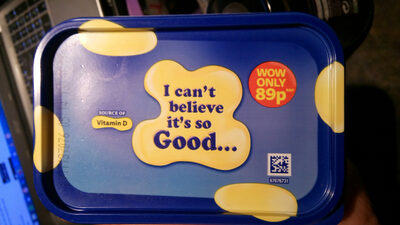 I can't
believe
it's so
Good...
WOW
ONLY
89p
SOURCE OF
Vitamin D